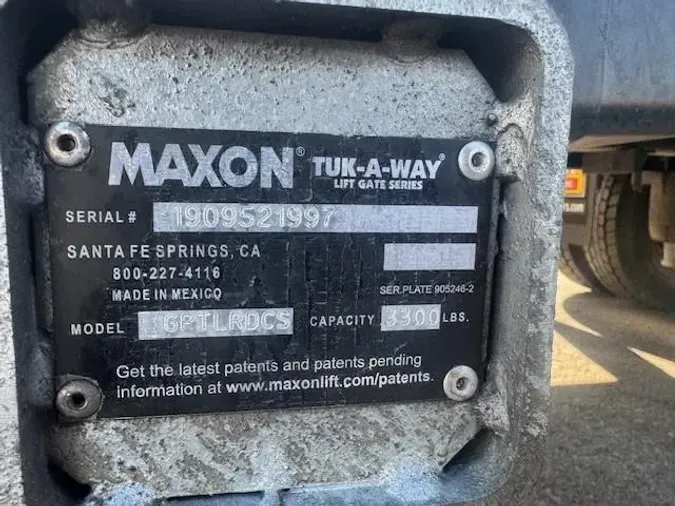 MAXON® TUK-A-WAY®
LIFT GATE SERIES
SERIAL # 1909521997
SANTA FE SPRINGS, CA
800-227-4116
MADE IN MEXICO
SER.PLATE 905246-2
MODEL GPTLRDCS CAPACITY 3300 LBS.
Get the latest patents and patents pending
information at www.maxonlift.com/patents.